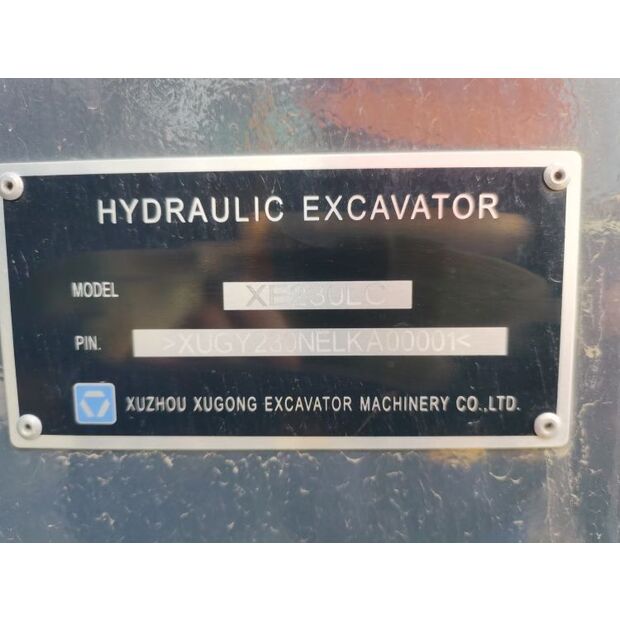 HYDRAULIC EXCAVATOR
MODEL XE230LC
PIN. >XUGY230NELKA00001<
XUZHOU XUGONG EXCAVATOR MACHINERY CO.,LTD.